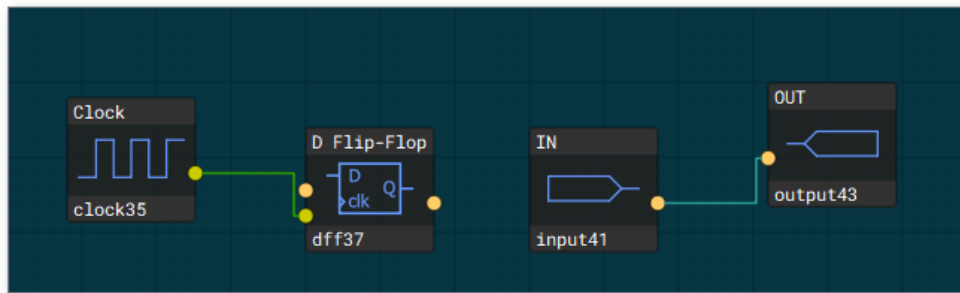 Clock
clock35
D Flip-Flop
D
Q
clk
dff37
IN
input41
OUT
output43